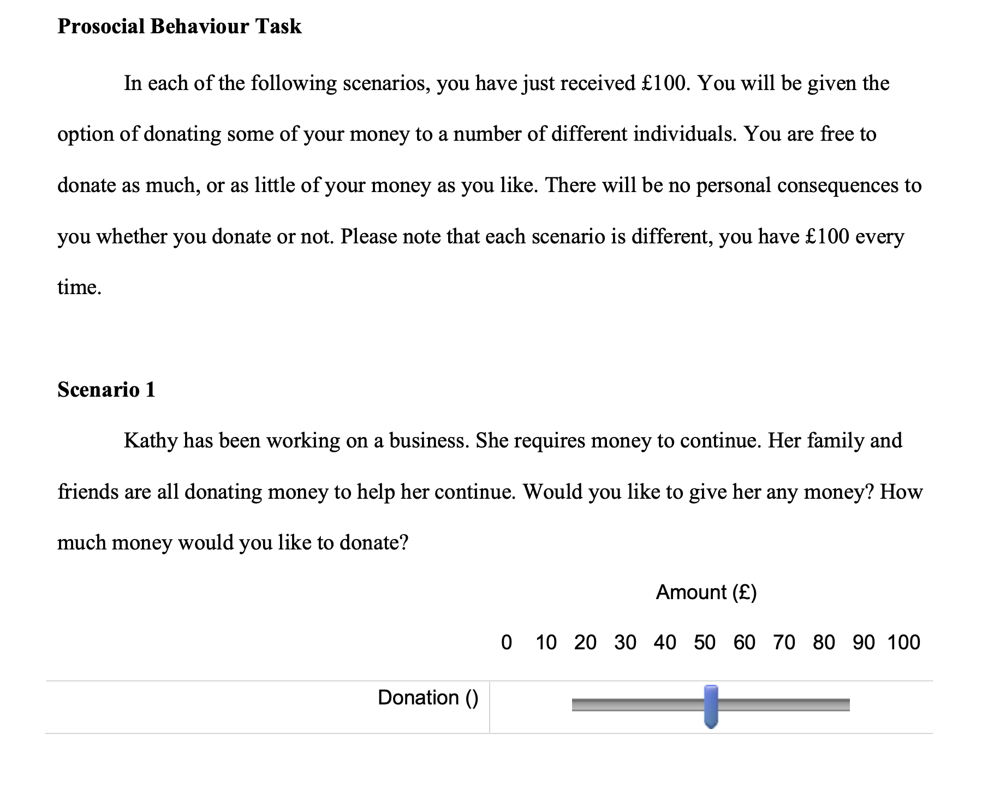 Prosocial Behaviour Task
In each of the following scenarios, you have just received £100. You will be given the
option of donating some of your money to a number of different individuals. You are free to
donate as much, or as little of your money as you like. There will be no personal consequences to
you whether you donate or not. Please note that each scenario is different, you have £100 every
time.
Scenario 1
Kathy has been working on a business. She requires money to continue. Her family and
friends are all donating money to help her continue. Would you like to give her any money? How
much money would you like to donate?
Amount (£)
0 10 20 30 40 50 60 70 80 90 100
Donation ()